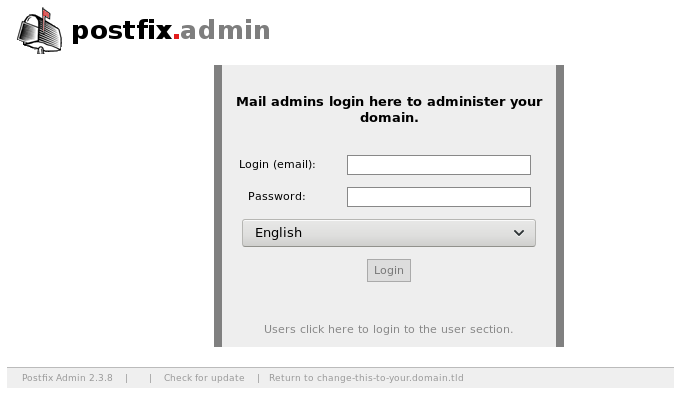 postfix.admin
Mail admins login here to administer your
domain.
Login (email):
Password:
English
Login
Users click here to login to the user section.
Postfix Admin 2.3.8 | | Check for update | Return to change-this-to-your.domain.tld